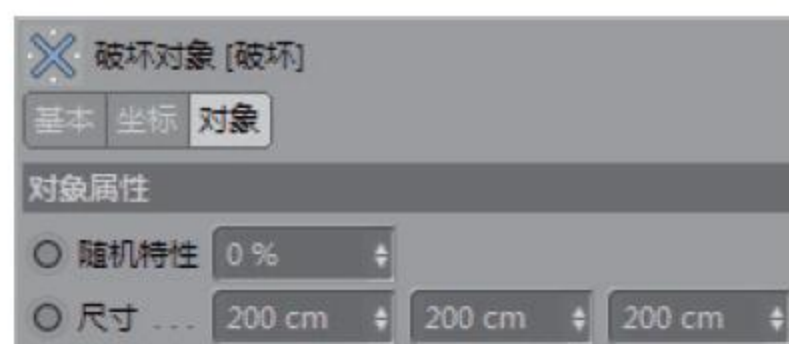 破坏对象 [破坏]
基本 坐标 对象
对象属性
随机特性 0 %
尺寸 . . . 200 cm 200 cm 200 cm